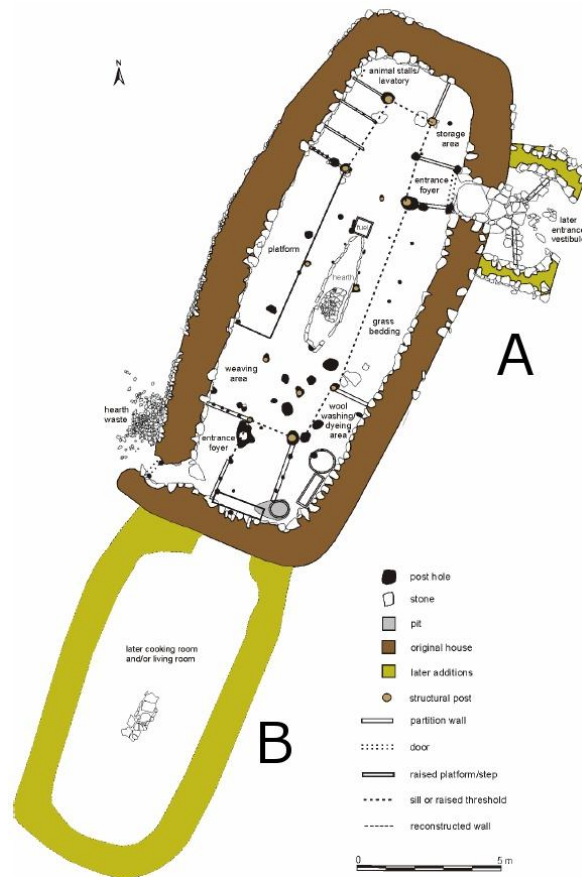 N
animal stalls/
lavatory
storage
area
entrance
foyer
later
entrance
vestibule
fuel
platform
hearth
grass
bedding
A
weaving
area
hearth
waste
wool
washing/
dyeing
area
entrance
foyer
later cooking room
and/or living room
B
post hole
stone
pit
original house
later additions
structural post
partition wall
door
raised platform/step
sill or raised threshold
reconstructed wall
0 5 m